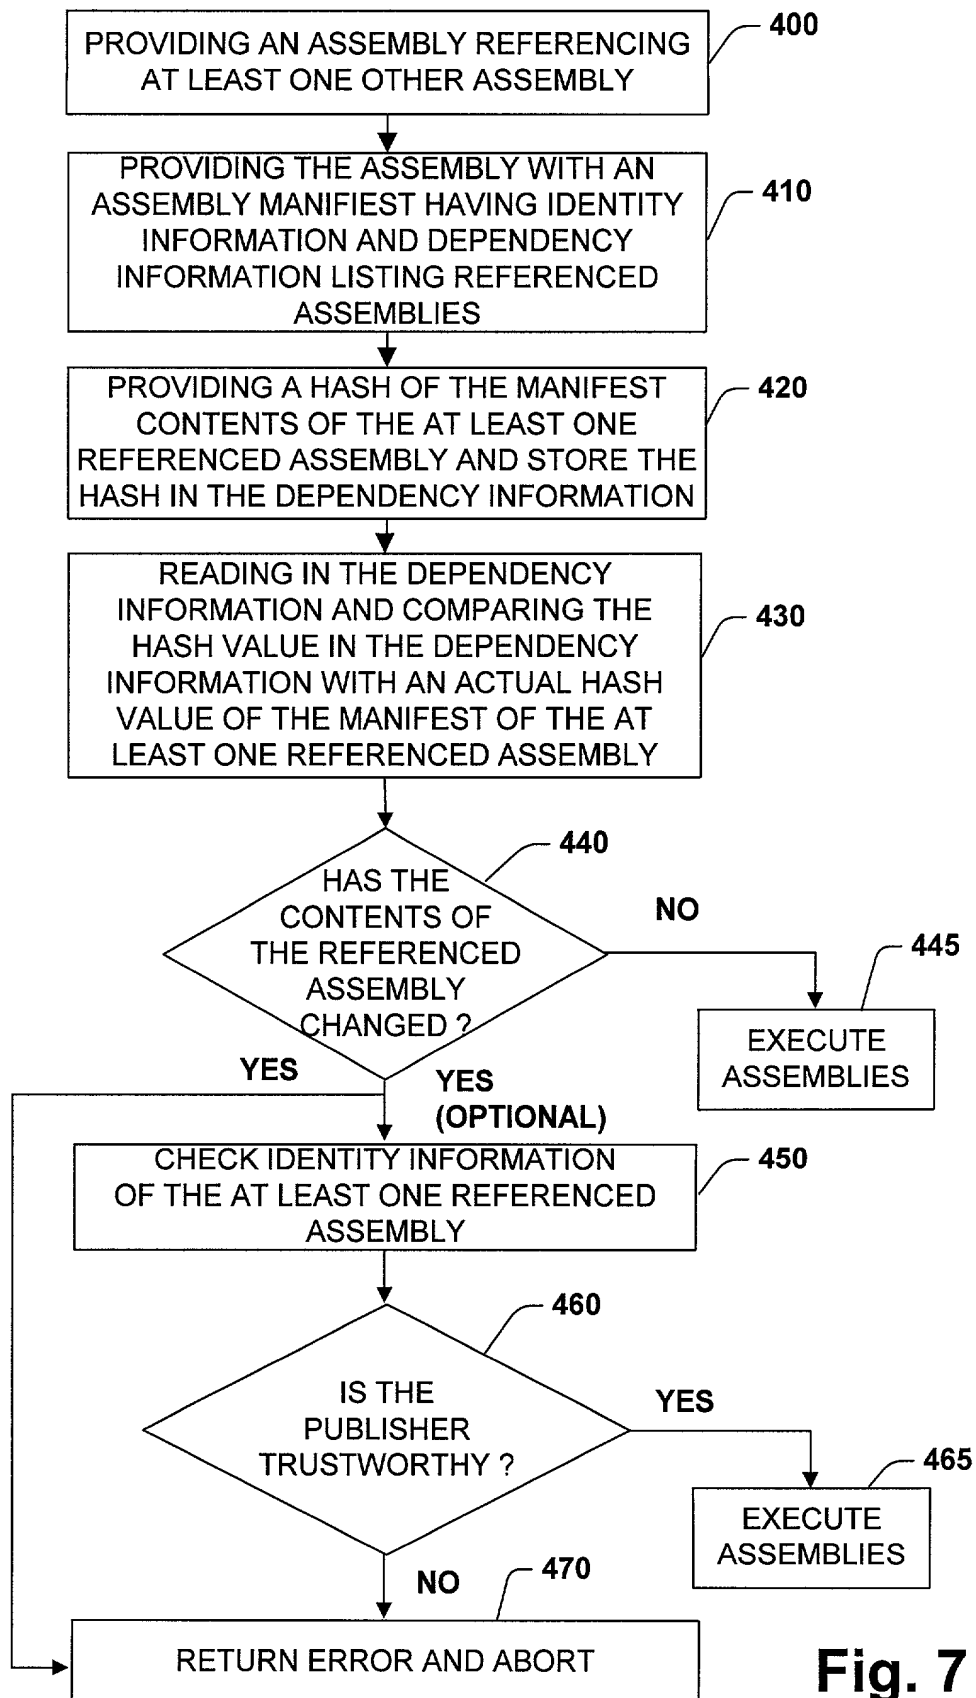 PROVIDING AN ASSEMBLY REFERENCING
AT LEAST ONE OTHER ASSEMBLY
400
PROVIDING THE ASSEMBLY WITH AN
ASSEMBLY MANIFIEST HAVING IDENTITY
INFORMATION AND DEPENDENCY
INFORMATION LISTING REFERENCED
ASSEMBLIES
410
PROVIDING A HASH OF THE MANIFEST
CONTENTS OF THE AT LEAST ONE
REFERENCED ASSEMBLY AND STORE THE
HASH IN THE DEPENDENCY INFORMATION
420
READING IN THE DEPENDENCY
INFORMATION AND COMPARING THE
HASH VALUE IN THE DEPENDENCY
INFORMATION WITH AN ACTUAL HASH
VALUE OF THE MANIFEST OF THE AT
LEAST ONE REFERENCED ASSEMBLY
430
HAS THE
CONTENTS OF
THE REFERENCED
ASSEMBLY
CHANGED ?
440
NO
445
EXECUTE
ASSEMBLIES
YES
YES
(OPTIONAL)
CHECK IDENTITY INFORMATION
OF THE AT LEAST ONE REFERENCED
ASSEMBLY
450
IS THE
PUBLISHER
TRUSTWORTHY ?
460
YES
465
EXECUTE
ASSEMBLIES
NO
470
RETURN ERROR AND ABORT
Fig. 7